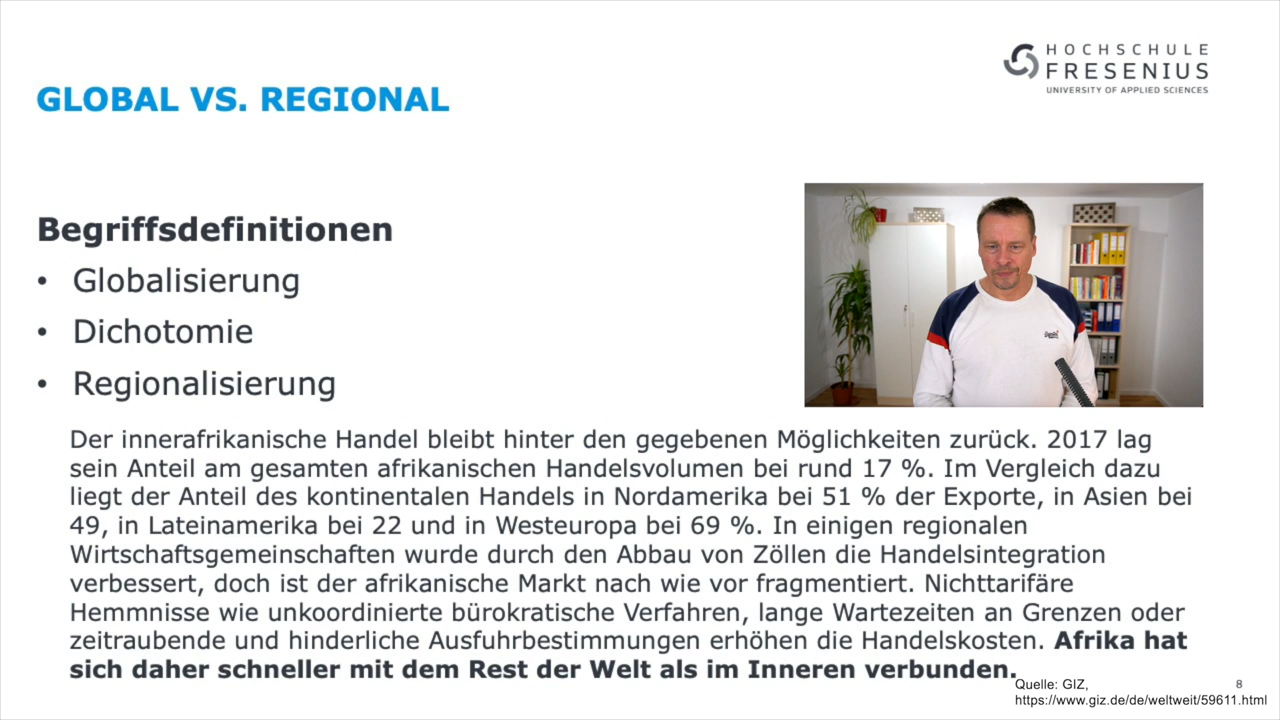 HOCHSCHULE
FRESENIUS
UNIVERSITY OF APPLIED SCIENCES
GLOBAL VS. REGIONAL
Begriffsdefinitionen
• Globalisierung
• Dichotomie
• Regionalisierung
Der innerafrikanische Handel bleibt hinter den gegebenen Möglichkeiten zurück. 2017 lag
sein Anteil am gesamten afrikanischen Handelsvolumen bei rund 17 %. Im Vergleich dazu
liegt der Anteil des kontinentalen Handels in Nordamerika bei 51 % der Exporte, in Asien bei
49, in Lateinamerika bei 22 und in Westeuropa bei 69 %. In einigen regionalen
Wirtschaftsgemeinschaften wurde durch den Abbau von Zöllen die Handelsintegration
verbessert, doch ist der afrikanische Markt nach wie vor fragmentiert. Nichttarifäre
Hemmnisse wie unkoordinierte bürokratische Verfahren, lange Wartezeiten an Grenzen oder
zeitraubende und hinderliche Ausfuhrbestimmungen erhöhen die Handelskosten. Afrika hat
sich daher schneller mit dem Rest der Welt als im Inneren verbunden.
Quelle: GIZ,
8
https://www.giz.de/de/weltweit/59611.html